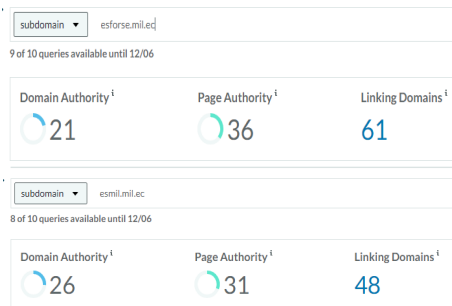 subdomain ▼ esforse.mil.ec
9 of 10 queries available until 12/06
Domain Authority i Page Authority i Linking Domains i
21 36 61
subdomain ▼ esmil.mil.ec
8 of 10 queries available until 12/06
Domain Authority i Page Authority i Linking Domains i
26 31 48